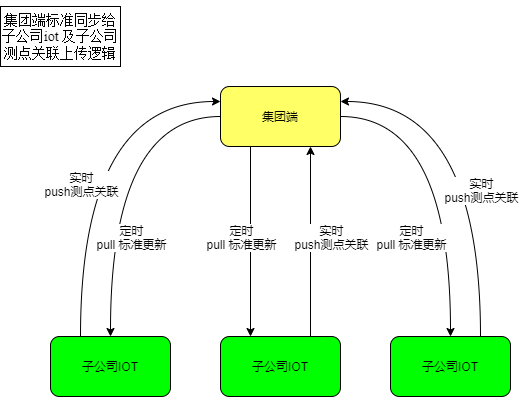 集团端标准同步给
子公司iot 及子公司
测点关联上传逻辑
集团端
实时
push测点关联
定时
pull 标准更新
定时
pull 标准更新
实时
push测点关联
定时
pull 标准更新
实时
push测点关联
子公司IOT
子公司IOT
子公司IOT